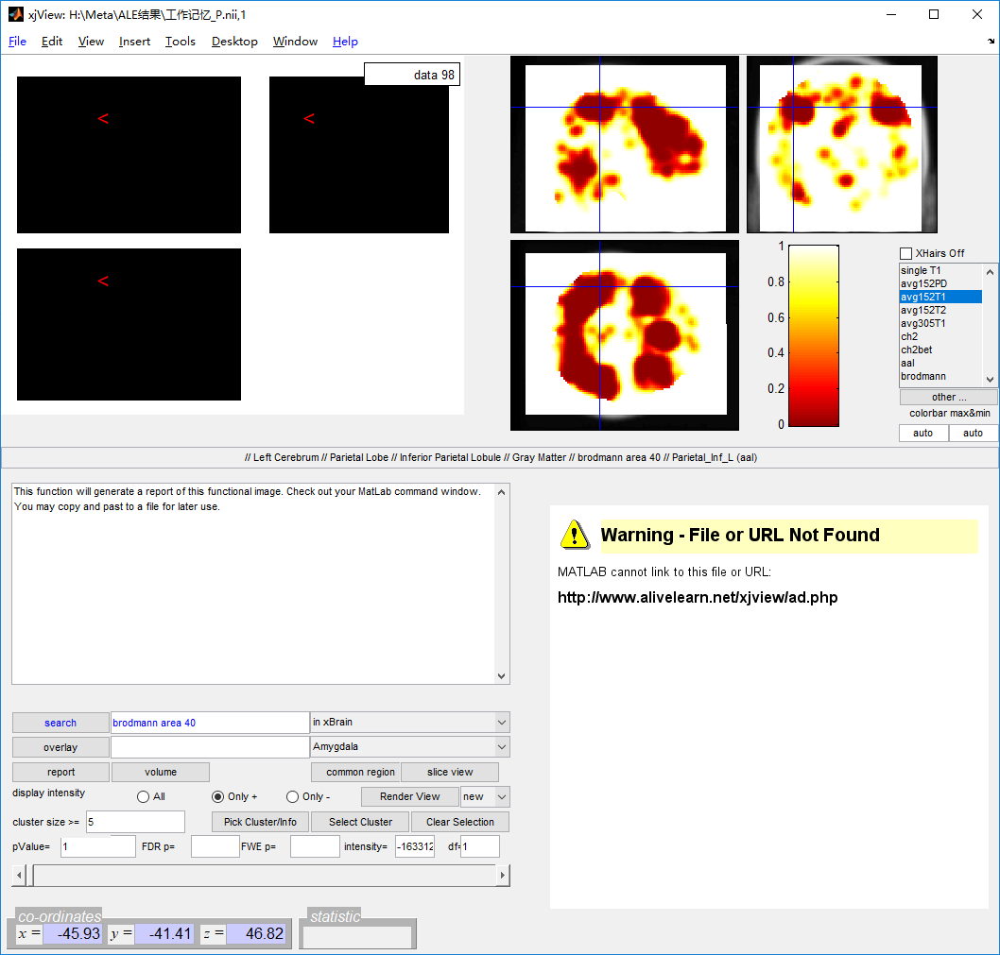 xjView: H:\Meta\ALE结果\工作记忆_P.nii,1
File Edit View Insert Tools Desktop Window Help
data 98
<
<
<
1
0.8
0.6
0.4
0.2
0
XHairs Off
single T1
avg152PD
avg152T1
avg152T2
avg305T1
ch2
ch2bet
aal
brodmann
other ...
colorbar max&min
auto auto
// Left Cerebrum // Parietal Lobe // Inferior Parietal Lobule // Gray Matter // brodmann area 40 // Parietal_Inf_L (aal)
This function will generate a report of this functional image. Check out your MatLab command window.
You may copy and past to a file for later use.
Warning - File or URL Not Found
MATLAB cannot link to this file or URL:
http://www.alivelearn.net/xjview/ad.php
search brodmann area 40 in xBrain
overlay Amygdala
report volume common region slice view
display intensity All Only + Only - Render View new
cluster size >= 5 Pick Cluster/Info Select Cluster Clear Selection
pValue= 1 FDR p= FWE p= intensity= -163312 df= 1
co-ordinates statistic
x = -45.93 y = -41.41 z = 46.82